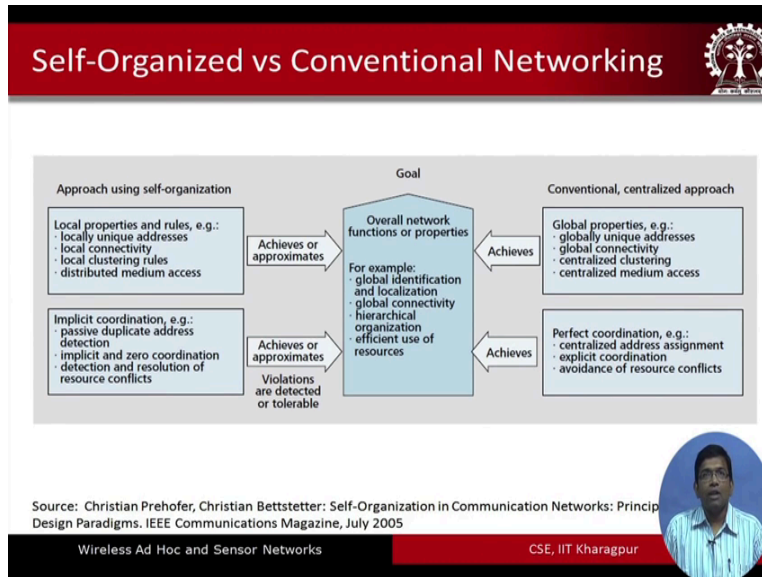 Self-Organized vs Conventional Networking
Goal
Approach using self-organization
Conventional, centralized approach
Local properties and rules, e.g.:
· locally unique addresses
· local connectivity
· local clustering rules
· distributed medium access
Achieves or
approximates
Overall network
functions or properties
For example:
· global identification
and localization
· global connectivity
· hierarchical
organization
· efficient use of
resources
Achieves
Global properties, e.g.:
· globally unique addresses
· global connectivity
· centralized clustering
· centralized medium access
Implicit coordination, e.g.:
· passive duplicate address
detection
· implicit and zero coordination
· detection and resolution of
resource conflicts
Achieves or
approximates
Violations
are detected
or tolerable
Achieves
Perfect coordination, e.g.:
· centralized address assignment
· explicit coordination
· avoidance of resource conflicts
Source: Christian Prehofer, Christian Bettstetter: Self-Organization in Communication Networks: Princip
Design Paradigms. IEEE Communications Magazine, July 2005
Wireless Ad Hoc and Sensor Networks
CSE, IIT Kharagpur